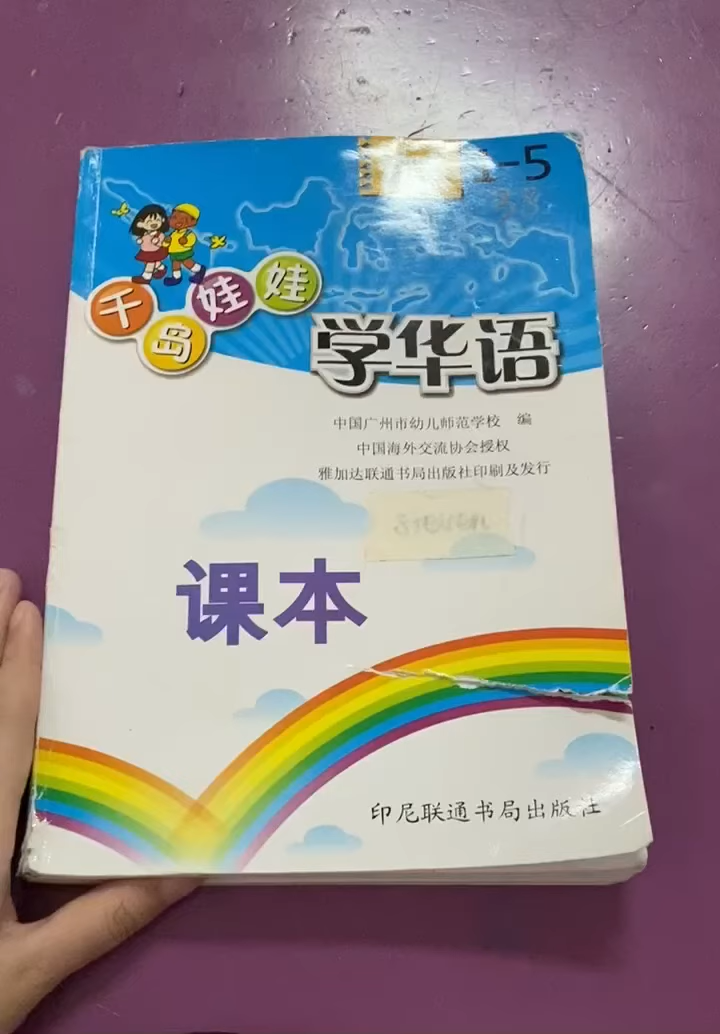 -5
千岛娃娃
学华语
中国广州市幼儿师范学校 编
中国海外交流协会授权
雅加达联通书局出版社印刷及发行
课本
印尼联通书局出版社